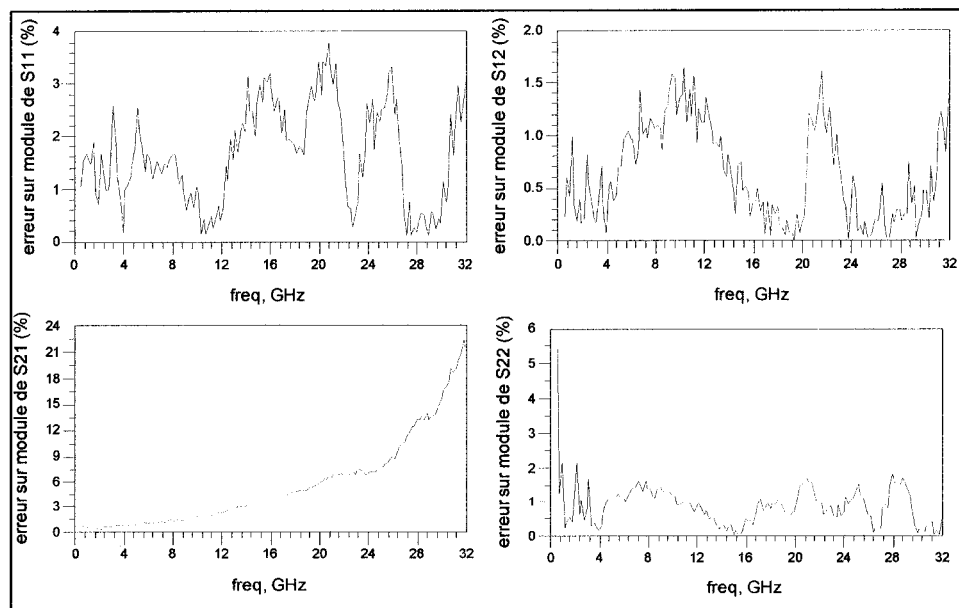 erreur sur module de S11 (%)
4
3
2
1
0
0 4 8 12 16 20 24 28 32
freq, GHz
erreur sur module de S12 (%)
2.0
1.5
1.0
0.5
0.0
0 4 8 12 16 20 24 28 32
freq, GHz
erreur sur module de S21 (%)
24
21
18
15
12
9
6
3
0
0 4 8 12 16 20 24 28 32
freq, GHz
erreur sur module de S22 (%)
6
5
4
3
2
1
0
0 4 8 12 16 20 24 28 32
freq, GHz